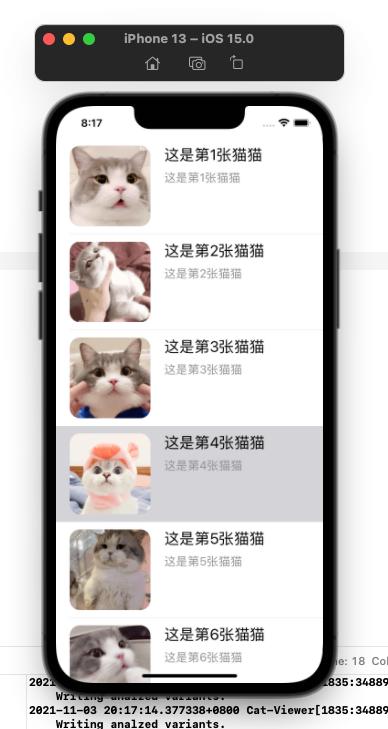 iPhone 13 – iOS 15.0
8:17
这是第1张猫猫
这是第1张猫猫
这是第2张猫猫
这是第2张猫猫
这是第3张猫猫
这是第3张猫猫
这是第4张猫猫
这是第4张猫猫
这是第5张猫猫
这是第5张猫猫
这是第6张猫猫
这是第6张猫猫
ne: 18 Col
2021 1835:34889
Writing analzed variants.
2021-11-03 20:17:14.377338+0800 Cat-Viewer[1835:34889
Writing analzed variants.